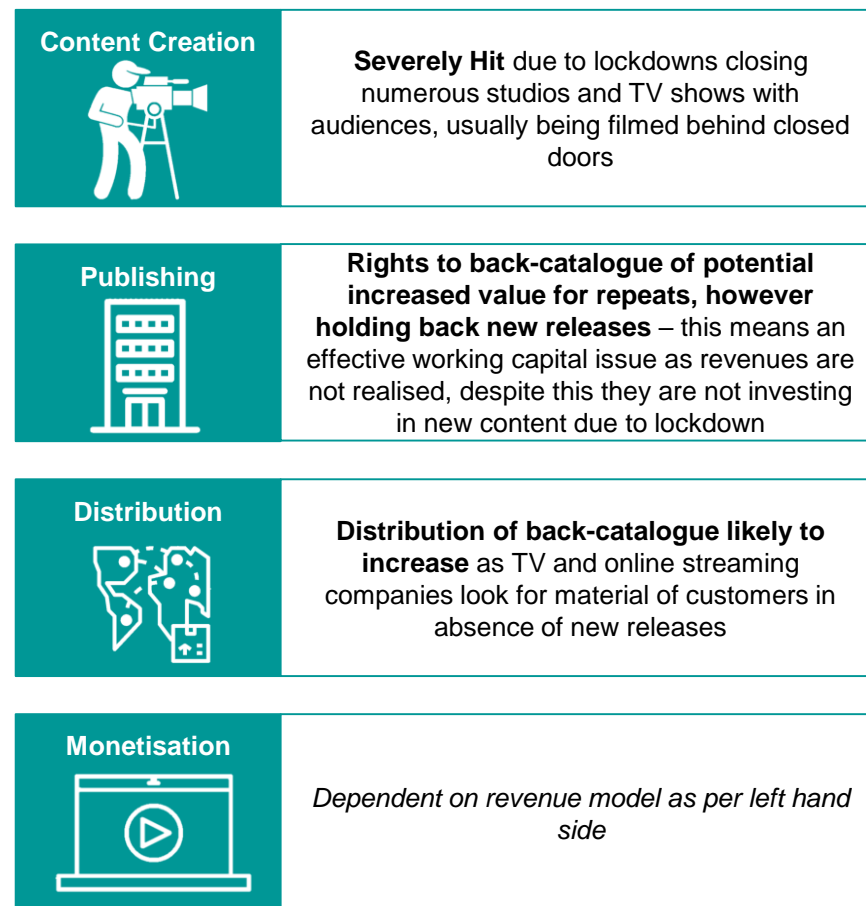 Content Creation
Severely Hit due to lockdowns closing
numerous studios and TV shows with
audiences, usually being filmed behind closed
doors
Publishing
Rights to back-catalogue of potential
increased value for repeats, however
holding back new releases – this means an
effective working capital issue as revenues are
not realised, despite this they are not investing
in new content due to lockdown
Distribution
Distribution of back-catalogue likely to
increase as TV and online streaming
companies look for material of customers in
absence of new releases
Monetisation
Dependent on revenue model as per left hand
side